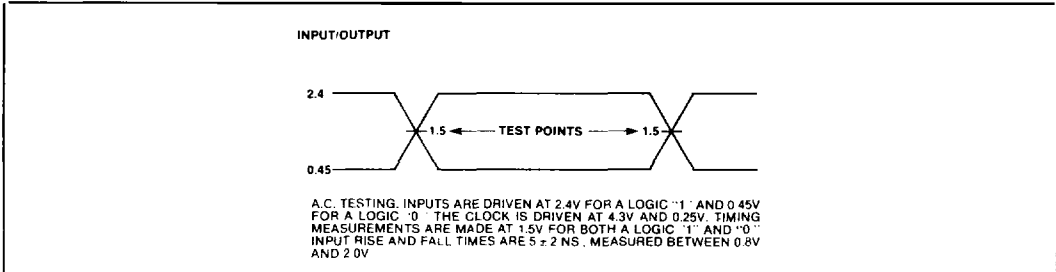 INPUT/OUTPUT
2.4
1.5 TEST POINTS 1.5
0.45
A.C. TESTING. INPUTS ARE DRIVEN AT 2.4V FOR A LOGIC "1" AND 0 45V
FOR A LOGIC "0" THE CLOCK IS DRIVEN AT 4.3V AND 0.25V. TIMING
MEASUREMENTS ARE MADE AT 1.5V FOR BOTH A LOGIC "1" AND "0"
INPUT RISE AND FALL TIMES ARE 5 ± 2 NS, MEASURED BETWEEN 0.8V
AND 2 0V